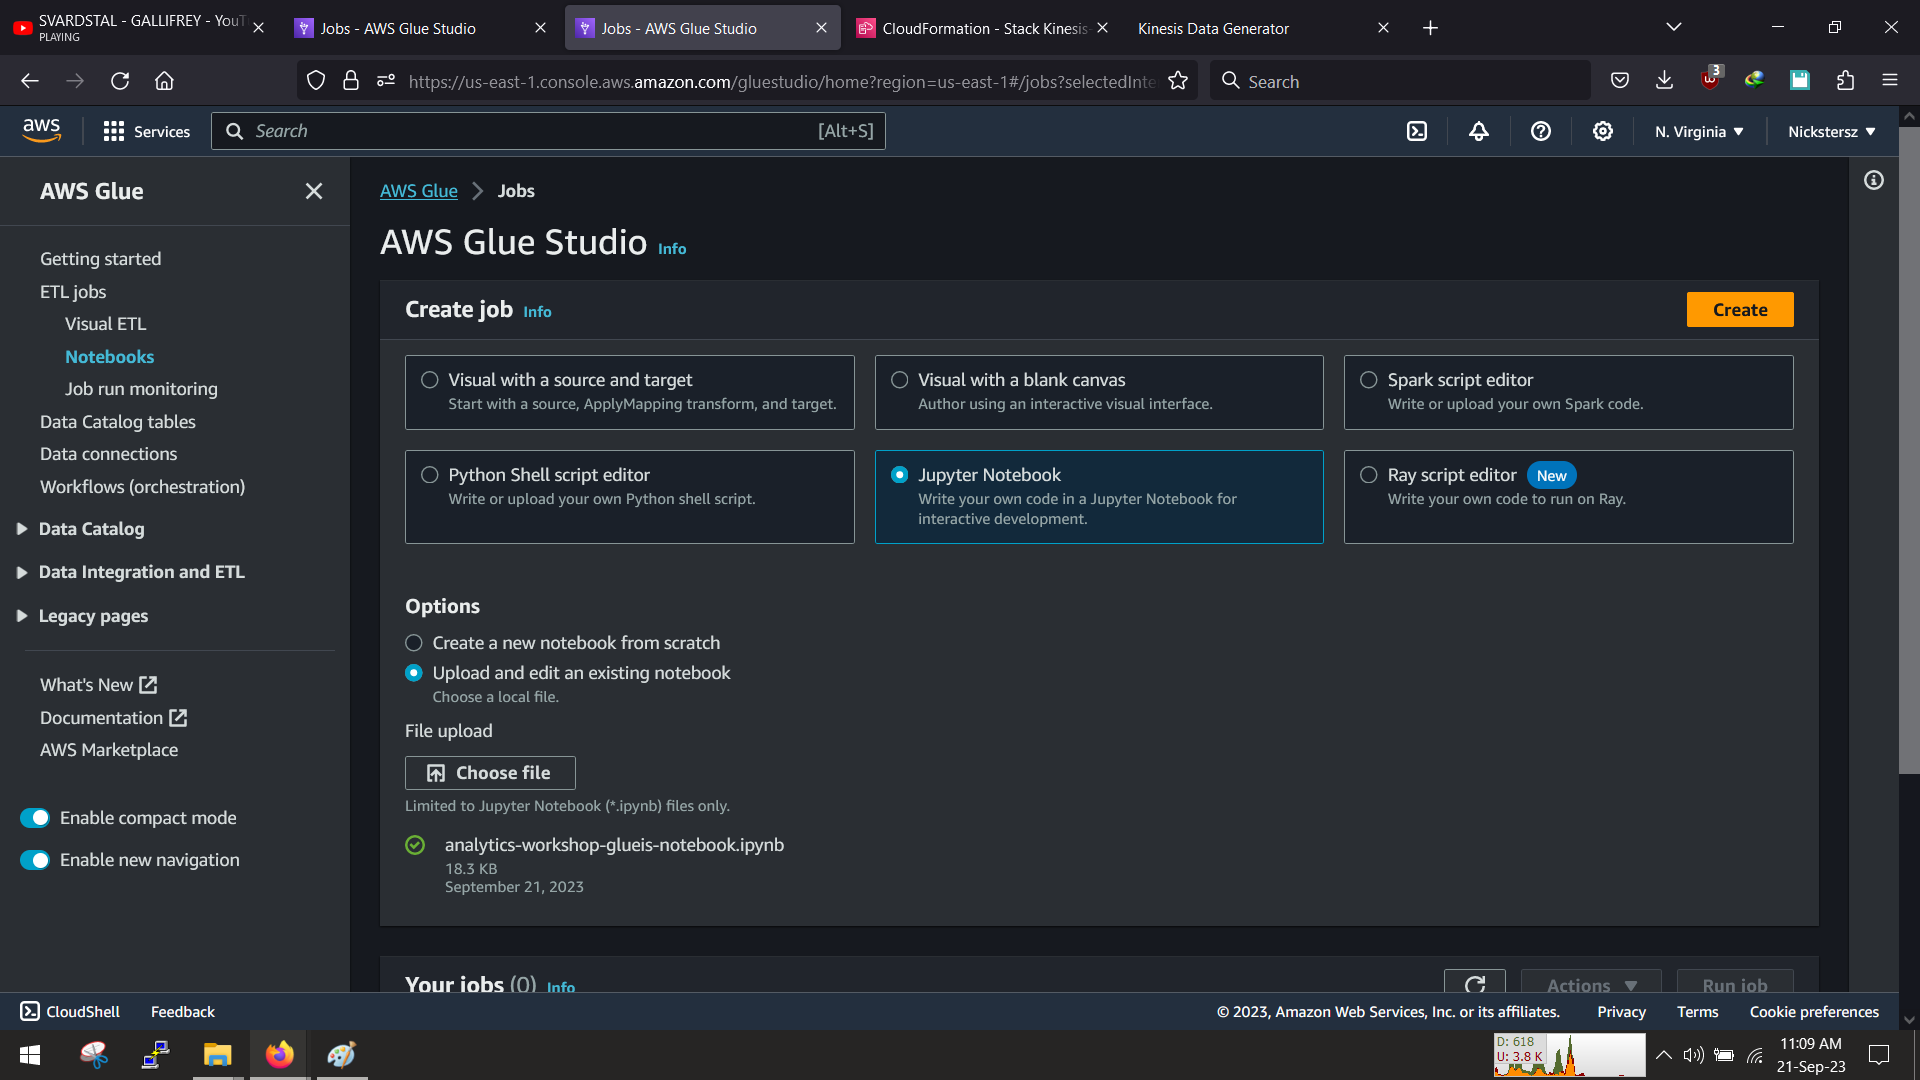 SVARDSTAL - GALLIFREY - YouT
PLAYING
Jobs - AWS Glue Studio
Jobs - AWS Glue Studio
CloudFormation - Stack Kinesis-
Kinesis Data Generator
https://us-east-1.console.aws.amazon.com/gluestudio/home?region=us-east-1#/jobs?selectedInte
Search
3
aws
Services
Search
[Alt+S]
N. Virginia
Nickstersz
AWS Glue
Getting started
ETL jobs
Visual ETL
Notebooks
Job run monitoring
Data Catalog tables
Data connections
Workflows (orchestration)
Data Catalog
Data Integration and ETL
Legacy pages
What's New
Documentation
AWS Marketplace
Enable compact mode
Enable new navigation
AWS Glue > Jobs
AWS Glue Studio Info
Create job Info
Create
Visual with a source and target
Start with a source, ApplyMapping transform, and target.
Visual with a blank canvas
Author using an interactive visual interface.
Spark script editor
Write or upload your own Spark code.
Python Shell script editor
Write or upload your own Python shell script.
Jupyter Notebook
Write your own code in a Jupyter Notebook for
interactive development.
Ray script editor New
Write your own code to run on Ray.
Options
Create a new notebook from scratch
Upload and edit an existing notebook
Choose a local file.
File upload
Choose file
Limited to Jupyter Notebook (*.ipynb) files only.
analytics-workshop-glueis-notebook.ipynb
18.3 KB
September 21, 2023
Your jobs (0) Info
Actions
Run job
CloudShell
Feedback
© 2023, Amazon Web Services, Inc. or its affiliates.
Privacy
Terms
Cookie preferences
D: 618
U: 3.8 K
11:09 AM
21-Sep-23